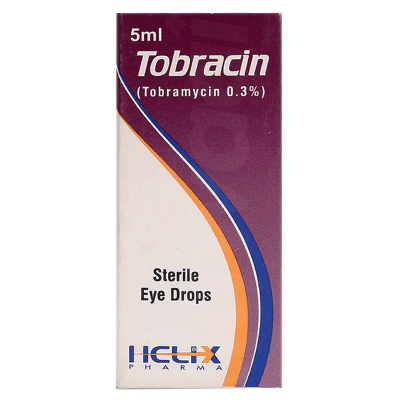 5ml
Tobracin
(Tobramycin 0.3%)
Sterile
Eye Drops
HELIX
PHARMA